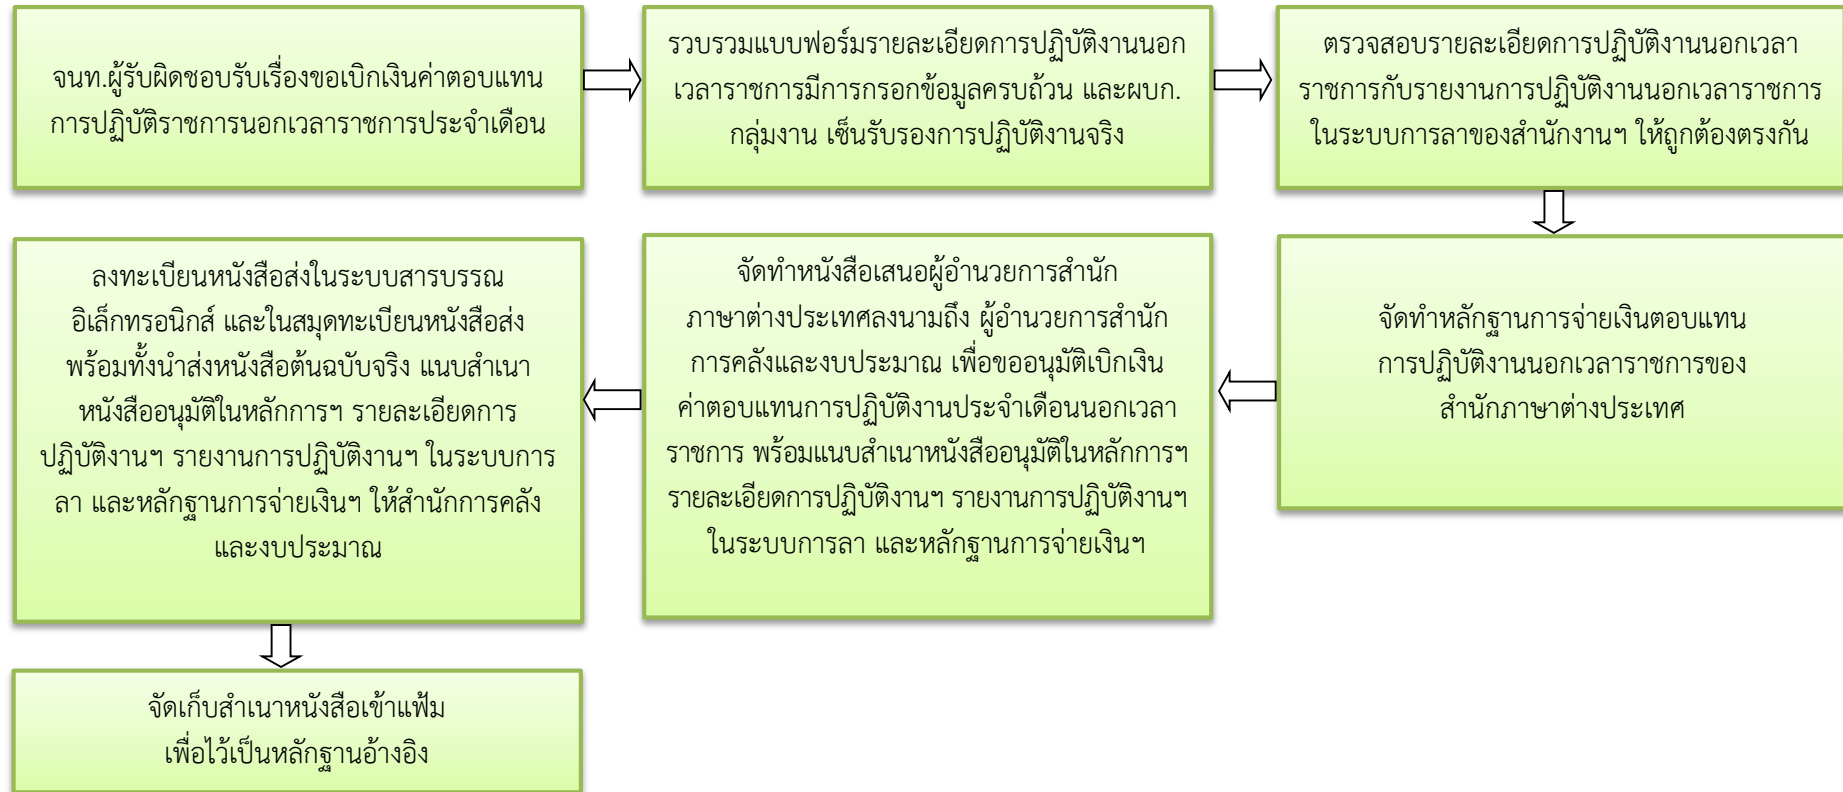 จนท.ผู้รับผิดชอบรับเรื่องขอเบิกเงินค่าตอบแทน
การปฏิบัติราชการนอกเวลาราชการประจำเดือน
รวบรวมแบบฟอร์มรายละเอียดการปฏิบัติงานนอก
เวลาราชการมีการกรอกข้อมูลครบถ้วน และผบก.
กลุ่มงาน เซ็นรับรองการปฏิบัติงานจริง
ตรวจสอบรายละเอียดการปฏิบัติงานนอกเวลา
ราชการกับรายงานการปฏิบัติงานนอกเวลาราชการ
ในระบบการลาของสำนักงานฯ ให้ถูกต้องตรงกัน
จัดทำหลักฐานการจ่ายเงินตอบแทน
การปฏิบัติงานนอกเวลาราชการของ
สำนักภาษาต่างประเทศ
จัดทำหนังสือเสนอผู้อำนวยการสำนัก
ภาษาต่างประเทศลงนามถึง ผู้อำนวยการสำนัก
การคลังและงบประมาณ เพื่อขออนุมัติเบิกเงิน
ค่าตอบแทนการปฏิบัติงานประจำเดือนนอกเวลา
ราชการ พร้อมแนบสำเนาหนังสืออนุมัติในหลักการฯ
รายละเอียดการปฏิบัติงานฯ รายงานการปฏิบัติงานฯ
ในระบบการลา และหลักฐานการจ่ายเงินฯ
ลงทะเบียนหนังสือส่งในระบบสารบรรณ
อิเล็กทรอนิกส์ และในสมุดทะเบียนหนังสือส่ง
พร้อมทั้งนำส่งหนังสือต้นฉบับจริง แนบสำเนา
หนังสืออนุมัติในหลักการฯ รายละเอียดการ
ปฏิบัติงานฯ รายงานการปฏิบัติงานฯ ในระบบการ
ลา และหลักฐานการจ่ายเงินฯ ให้สำนักการคลัง
และงบประมาณ
จัดเก็บสำเนาหนังสือเข้าแฟ้ม
เพื่อไว้เป็นหลักฐานอ้างอิง